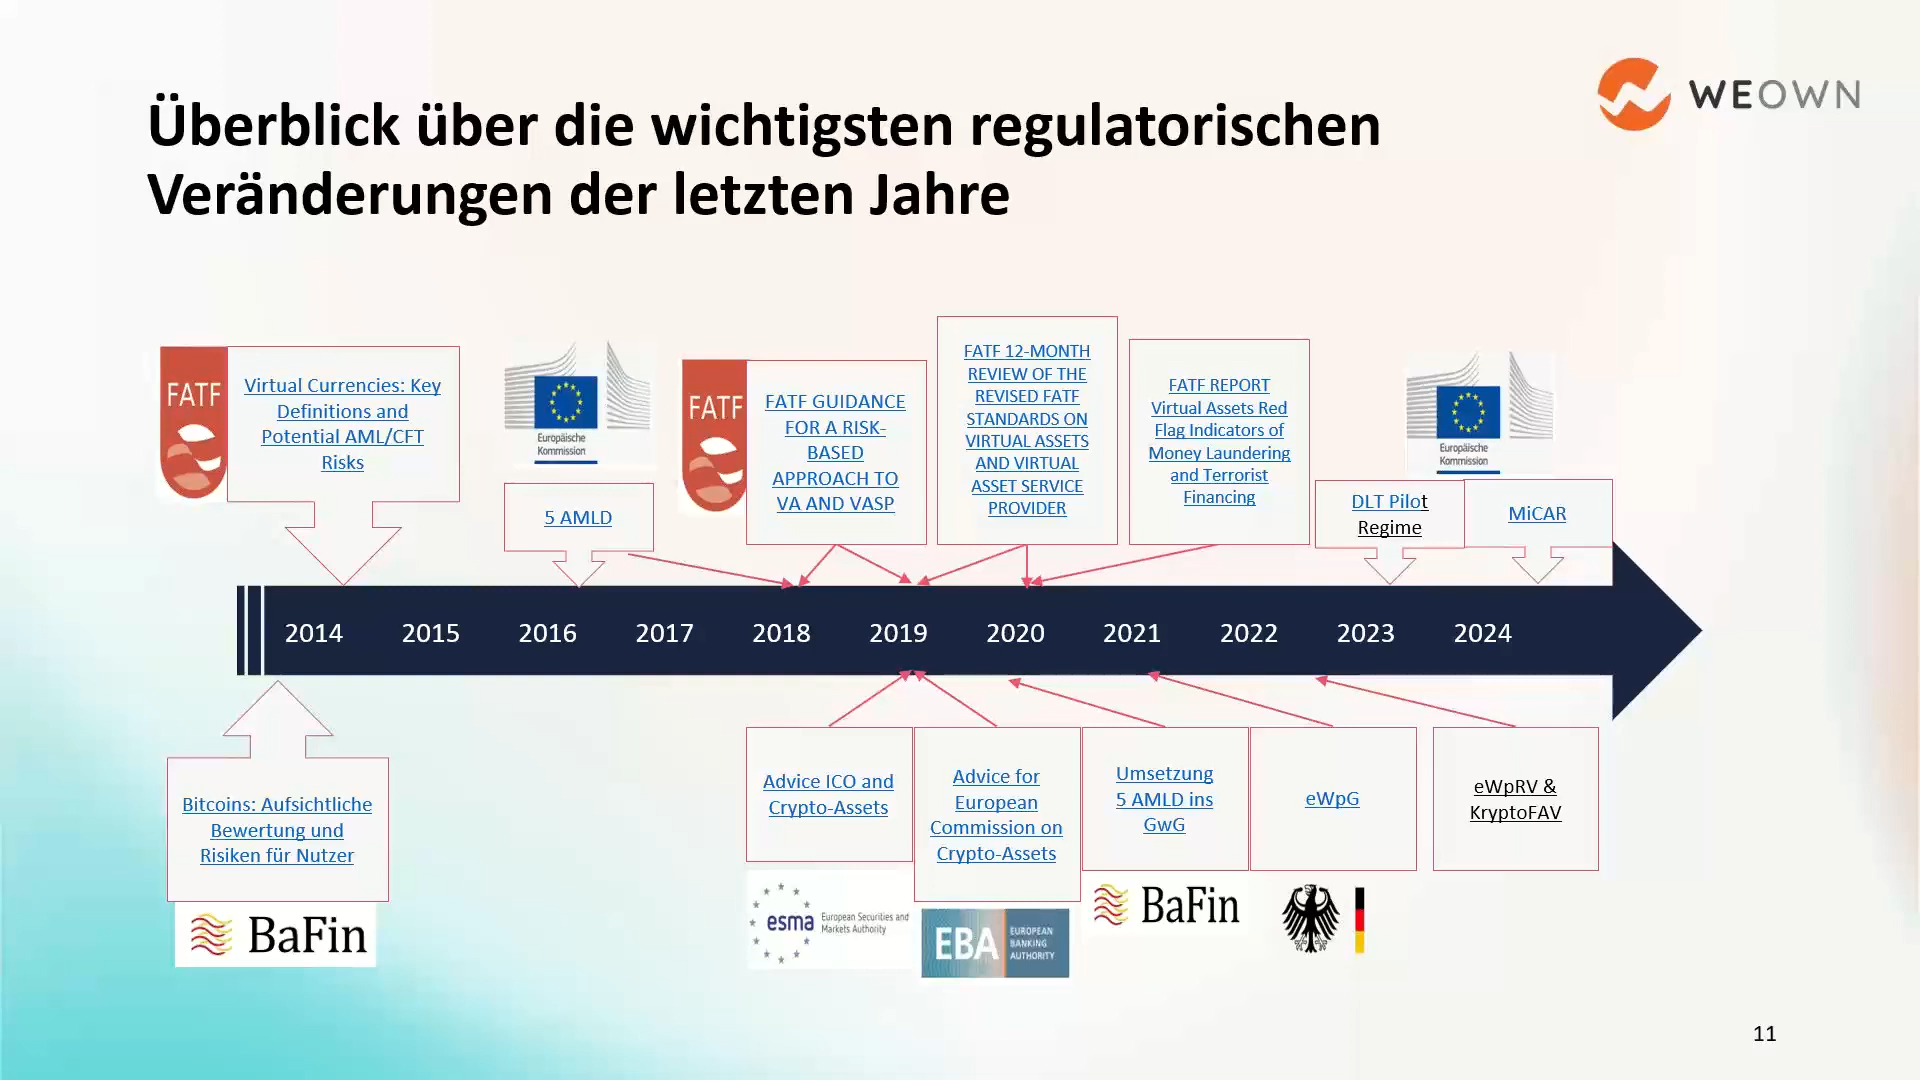 WEOWN
Überblick über die wichtigsten regulatorischen
Veränderungen der letzten Jahre
FATF
Virtual Currencies: Key
Definitions and
Potential AML/CFT
Risks
Europäische
Kommission
5 AMLD
FATF
FATF GUIDANCE
FOR A RISK-
BASED
APPROACH TO
VA AND VASP
FATF 12-MONTH
REVIEW OF THE
REVISED FATF
STANDARDS ON
VIRTUAL ASSETS
AND VIRTUAL
ASSET SERVICE
PROVIDER
FATF REPORT
Virtual Assets Red
Flag Indicators of
Money Laundering
and Terrorist
Financing
Europäische
Kommission
DLT Pilot
Regime
MiCAR
2014 2015 2016 2017 2018 2019 2020 2021 2022 2023 2024
Bitcoins: Aufsichtliche
Bewertung und
Risiken für Nutzer
BaFin
Advice ICO and
Crypto-Assets
esma
European Securities and
Markets Authority
Advice for
European
Commission on
Crypto-Assets
EBA
EUROPEAN
BANKING
AUTHORITY
Umsetzung
5 AMLD ins
GwG
BaFin
eWpG
eWpRV &
KryptoFAV
11